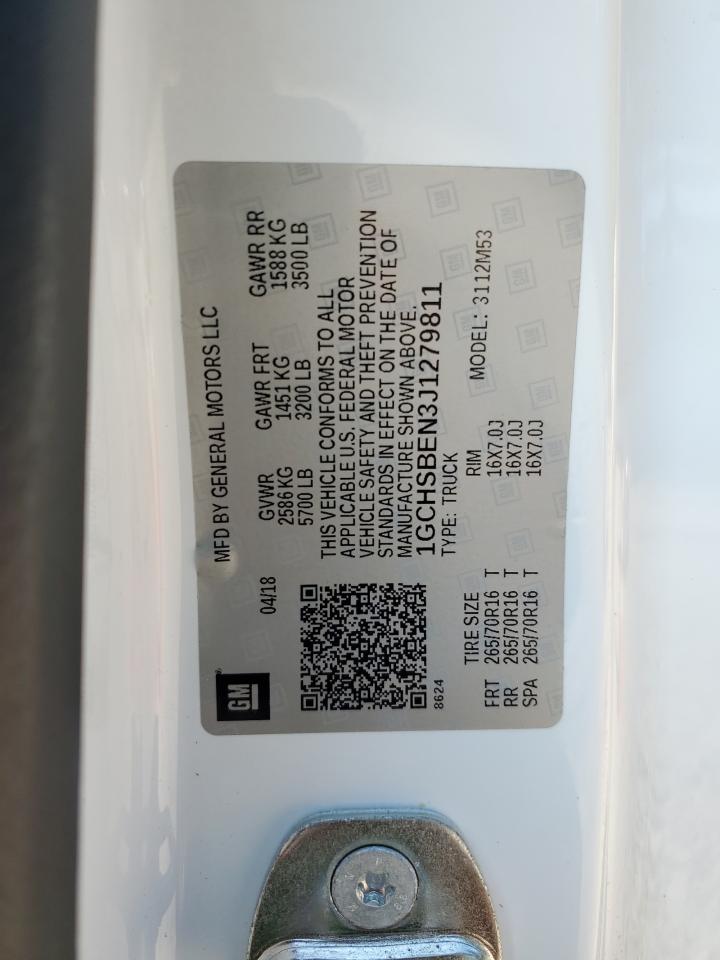 MFD BY GENERAL MOTORS LLC
GM
04/18
GVWR GAWR FRT GAWR RR
2586 KG 1451 KG 1588 KG
5700 LB 3200 LB 3500 LB
THIS VEHICLE CONFORMS TO ALL
APPLICABLE U.S. FEDERAL MOTOR
VEHICLE SAFETY AND THEFT PREVENTION
STANDARDS IN EFFECT ON THE DATE OF
MANUFACTURE SHOWN ABOVE.
1GCHSBEN3J1279811
8624
TYPE: TRUCK
MODEL: 3112M53
TIRE SIZE RIM
FRT 265/70R16 T 16X7.0J
RR 265/70R16 T 16X7.0J
SPA 265/70R16 T 16X7.0J